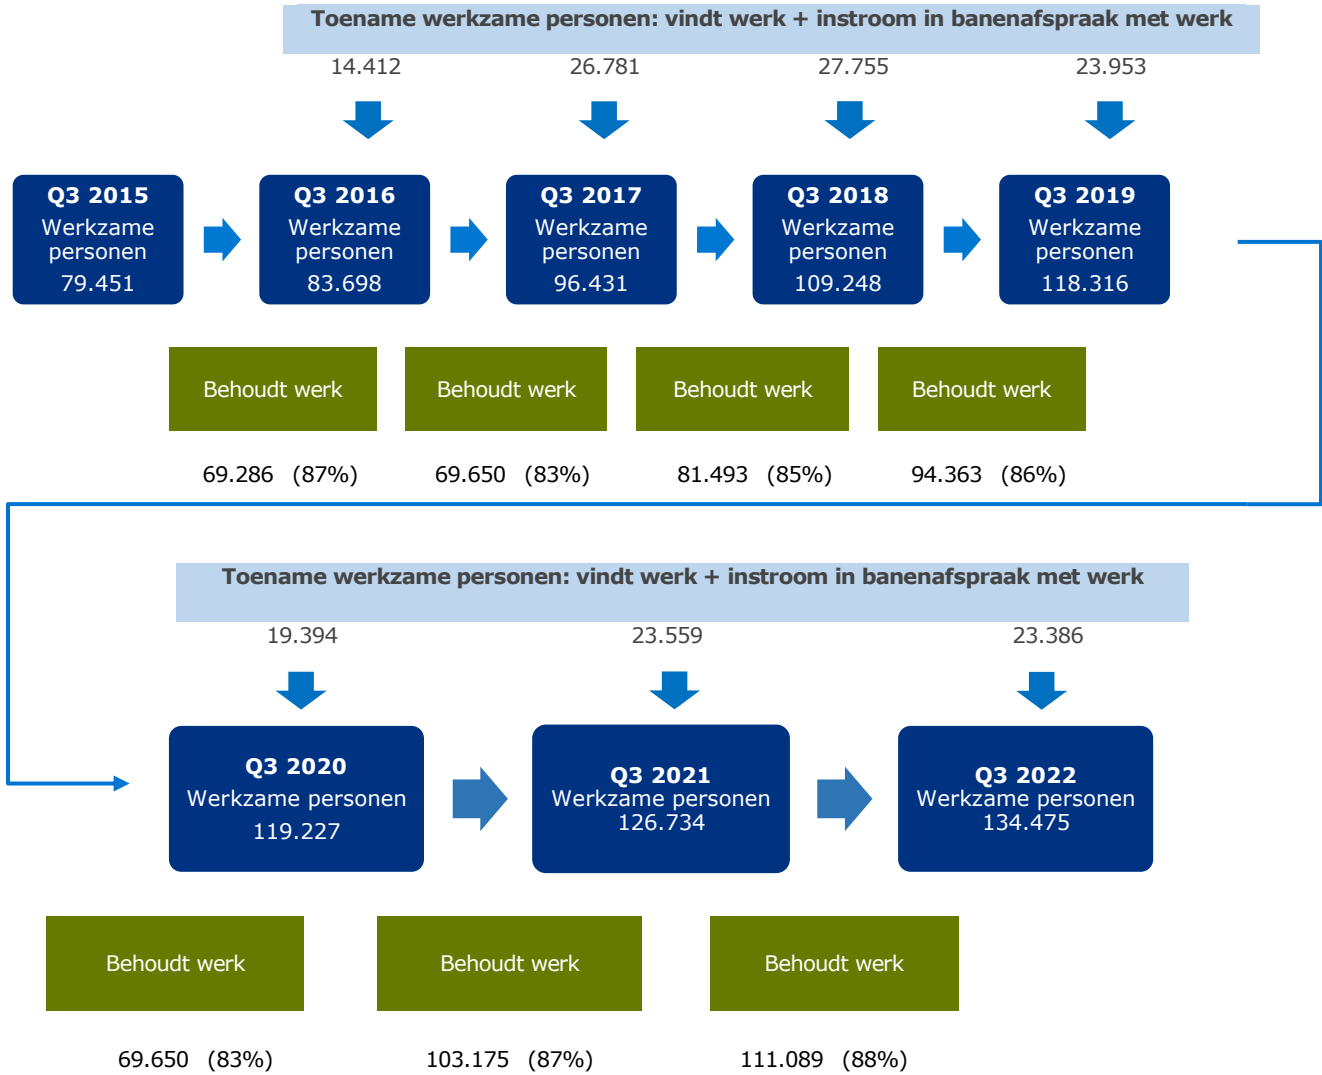 Toename werkzame personen: vindt werk + instroom in banenafspraak met werk
14.412 26.781 27.755 23.953
Q3 2015
Werkzame
personen
79.451
Q3 2016
Werkzame
personen
83.698
Q3 2017
Werkzame
personen
96.431
Q3 2018
Werkzame
personen
109.248
Q3 2019
Werkzame
personen
118.316
Behoudt werk Behoudt werk Behoudt werk Behoudt werk
69.286 (87%) 69.650 (83%) 81.493 (85%) 94.363 (86%)
Toename werkzame personen: vindt werk + instroom in banenafspraak met werk
19.394 23.559 23.386
Q3 2020
Werkzame personen
119.227
Q3 2021
Werkzame personen
126.734
Q3 2022
Werkzame personen
134.475
Behoudt werk Behoudt werk Behoudt werk
69.650 (83%) 103.175 (87%) 111.089 (88%)